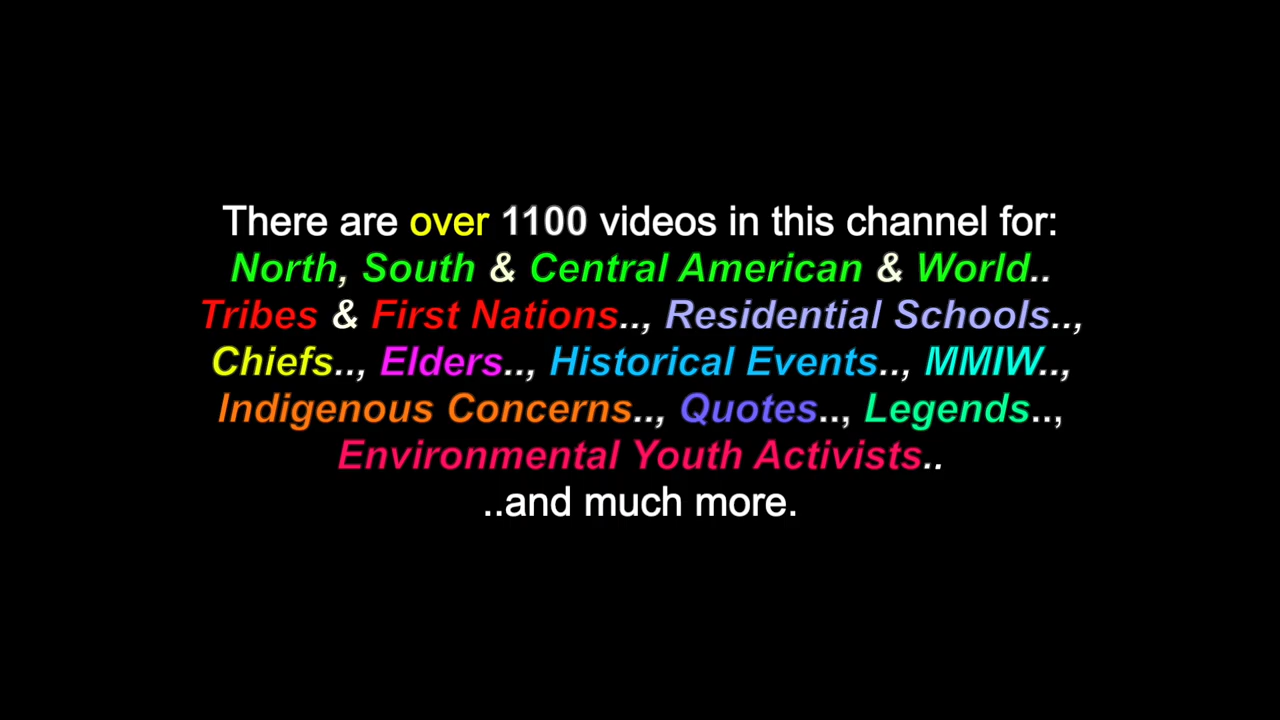 There are over 1100 videos in this channel for:
North, South & Central American & World..
Tribes & First Nations.., Residential Schools..,
Chiefs.., Elders.., Historical Events.., MMIW..,
Indigenous Concerns.., Quotes.., Legends..,
Environmental Youth Activists..
..and much more.